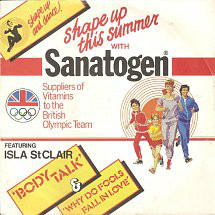 shape up
and dance!
shape up
this summer
WITH
Sanatogen®
Suppliers of
Vitamins
to the
British
Olympic Team
FEATURING
ISLA St CLAIR
'BODY
TALK'
&
'WHY DO FOOLS
FALL IN LOVE'